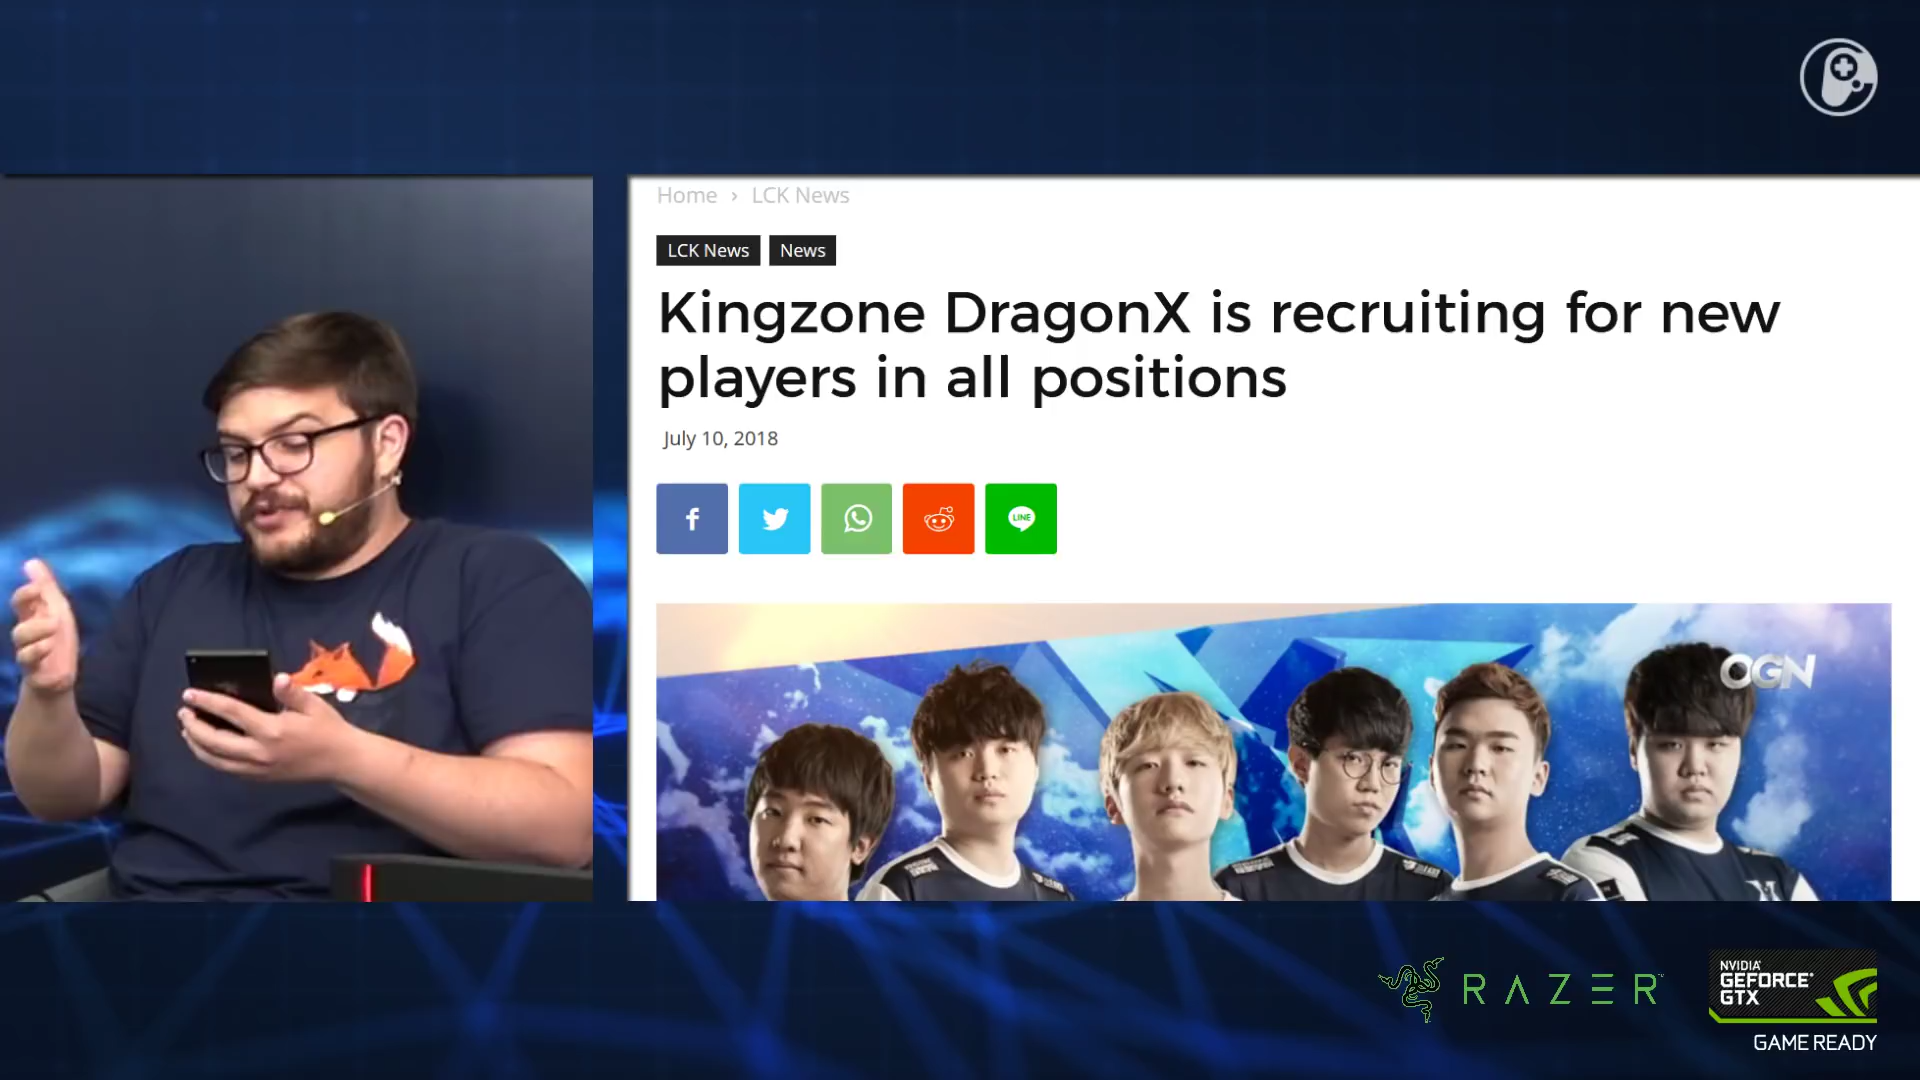 Home › LCK News
LCK News News
Kingzone DragonX is recruiting for new
players in all positions
July 10, 2018
LINE
OGN
RAZER
NVIDIA
GEFORCE
GTX
GAME READY